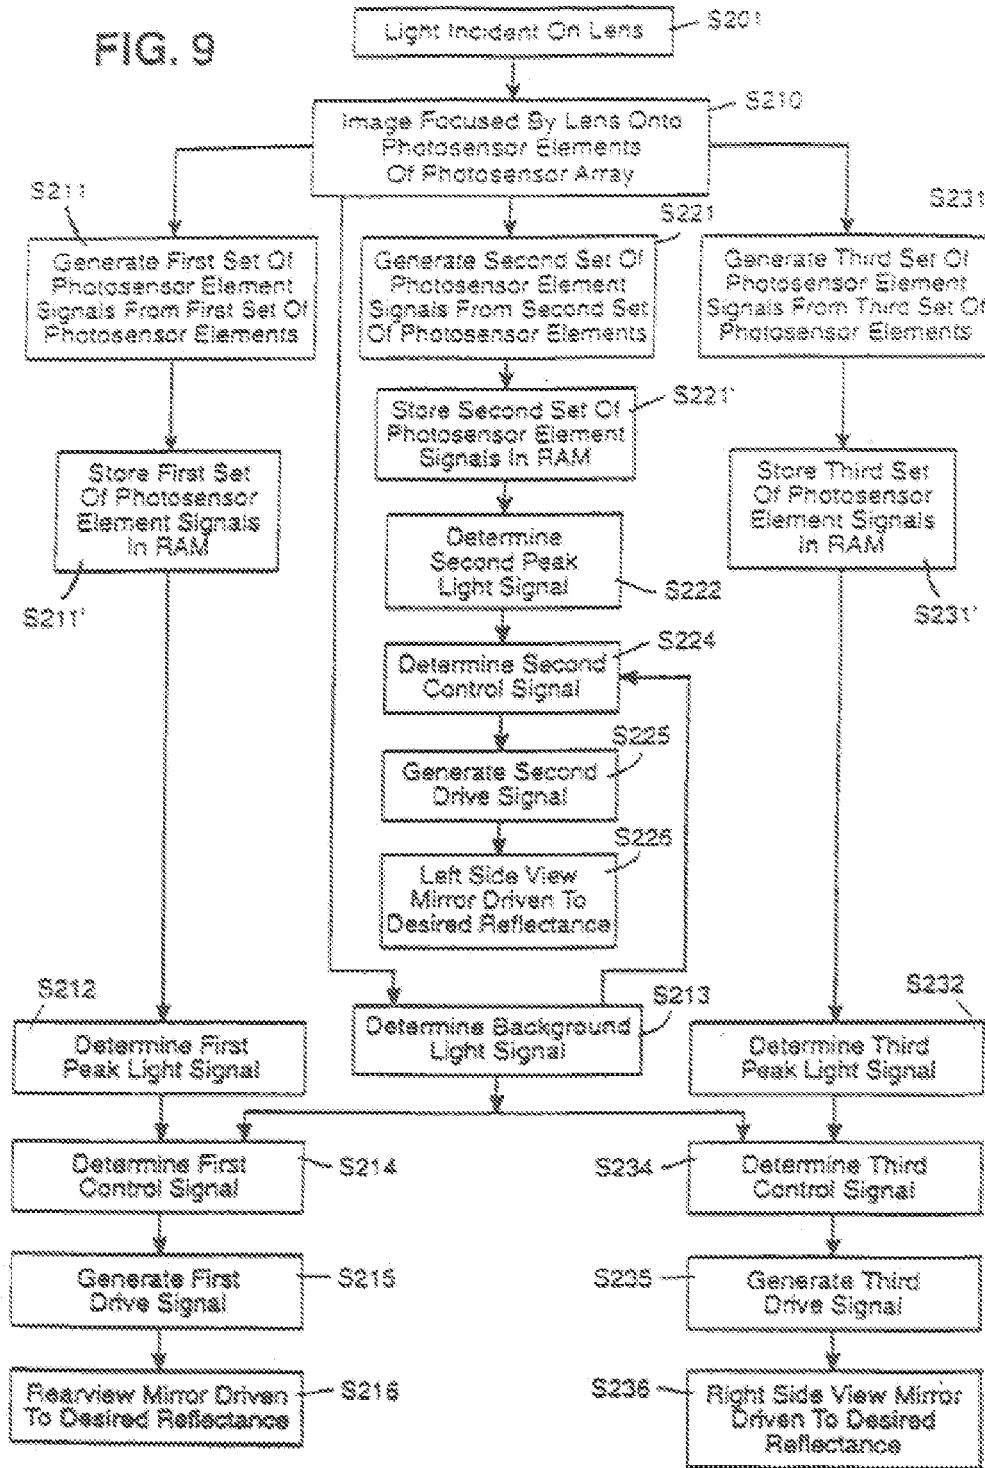 FIG. 9
Light Incident On Lens
S201
Image Focused By Lens Onto
Photosensor Elements
Of Photosensor Array
S210
S211
Generate First Set Of
Photosensor Element
Signals From First Set Of
Photosensor Elements
S221
Generate Second Set Of
Photosensor Element
Signals From Second Set
Of Photosensor Elements
S231
Generate Third Set Of
Photosensor Element
Signals From Third Set Of
Photosensor Elements
Store First Set
Of Photosensor
Element Signals
In RAM
S211'
Store Second Set Of
Photosensor Element
Signals In RAM
S221'
Determine
Second Peak
Light Signal
S222
Store Third Set
Of Photosensor
Element Signals
In RAM
S231'
Determine Second
Control Signal
S224
Generate Second
Drive Signal
S225
Left Side View
Mirror Driven To
Desired Reflectance
S226
S212
Determine First
Peak Light Signal
Determine Background
Light Signal
S213
S232
Determine Third
Peak Light Signal
Determine First
Control Signal
S214
S234
Determine Third
Control Signal
Generate First
Drive Signal
S215
S235
Generate Third
Drive Signal
Rearview Mirror Driven
To Desired Reflectance
S216
S236
Right Side View Mirror
Driven To Desired
Reflectance